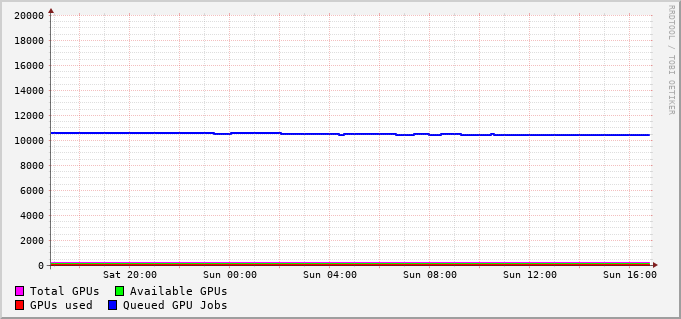 20000
18000
16000
14000
12000
10000
8000
6000
4000
2000
0
Sat 20:00 Sun 00:00 Sun 04:00 Sun 08:00 Sun 12:00 Sun 16:00
Total GPUs Available GPUs
GPUs used Queued GPU Jobs
RRDTOOL / TOBI OETIKER